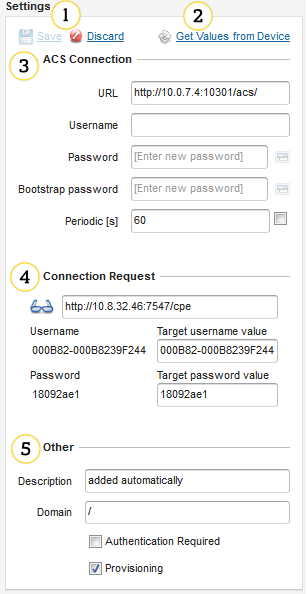 Settings
1
2
Save
Discard
Get Values from Device
3
ACS Connection
URL
http://10.0.7.4:10301/acs/
Username
Password
[Enter new password]
Bootstrap password
[Enter new password]
Periodic [s]
60
4
Connection Request
http://10.8.32.46:7547/cpe
Username
Target username value
000B82-000B8239F244
000B82-000B8239F244
Password
Target password value
18092ae1
18092ae1
5
Other
Description
added automatically
Domain
/
Authentication Required
Provisioning